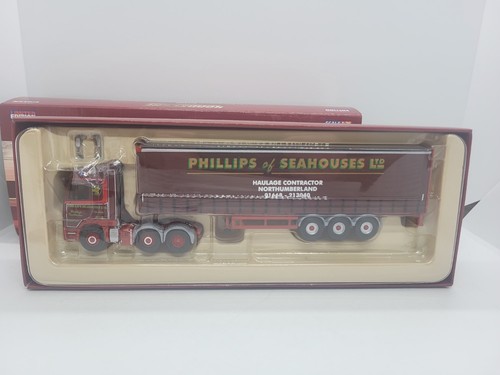 PHILLIPS of SEAHOUSES LTD
HAULAGE CONTRACTOR
NORTHUMBERLAND